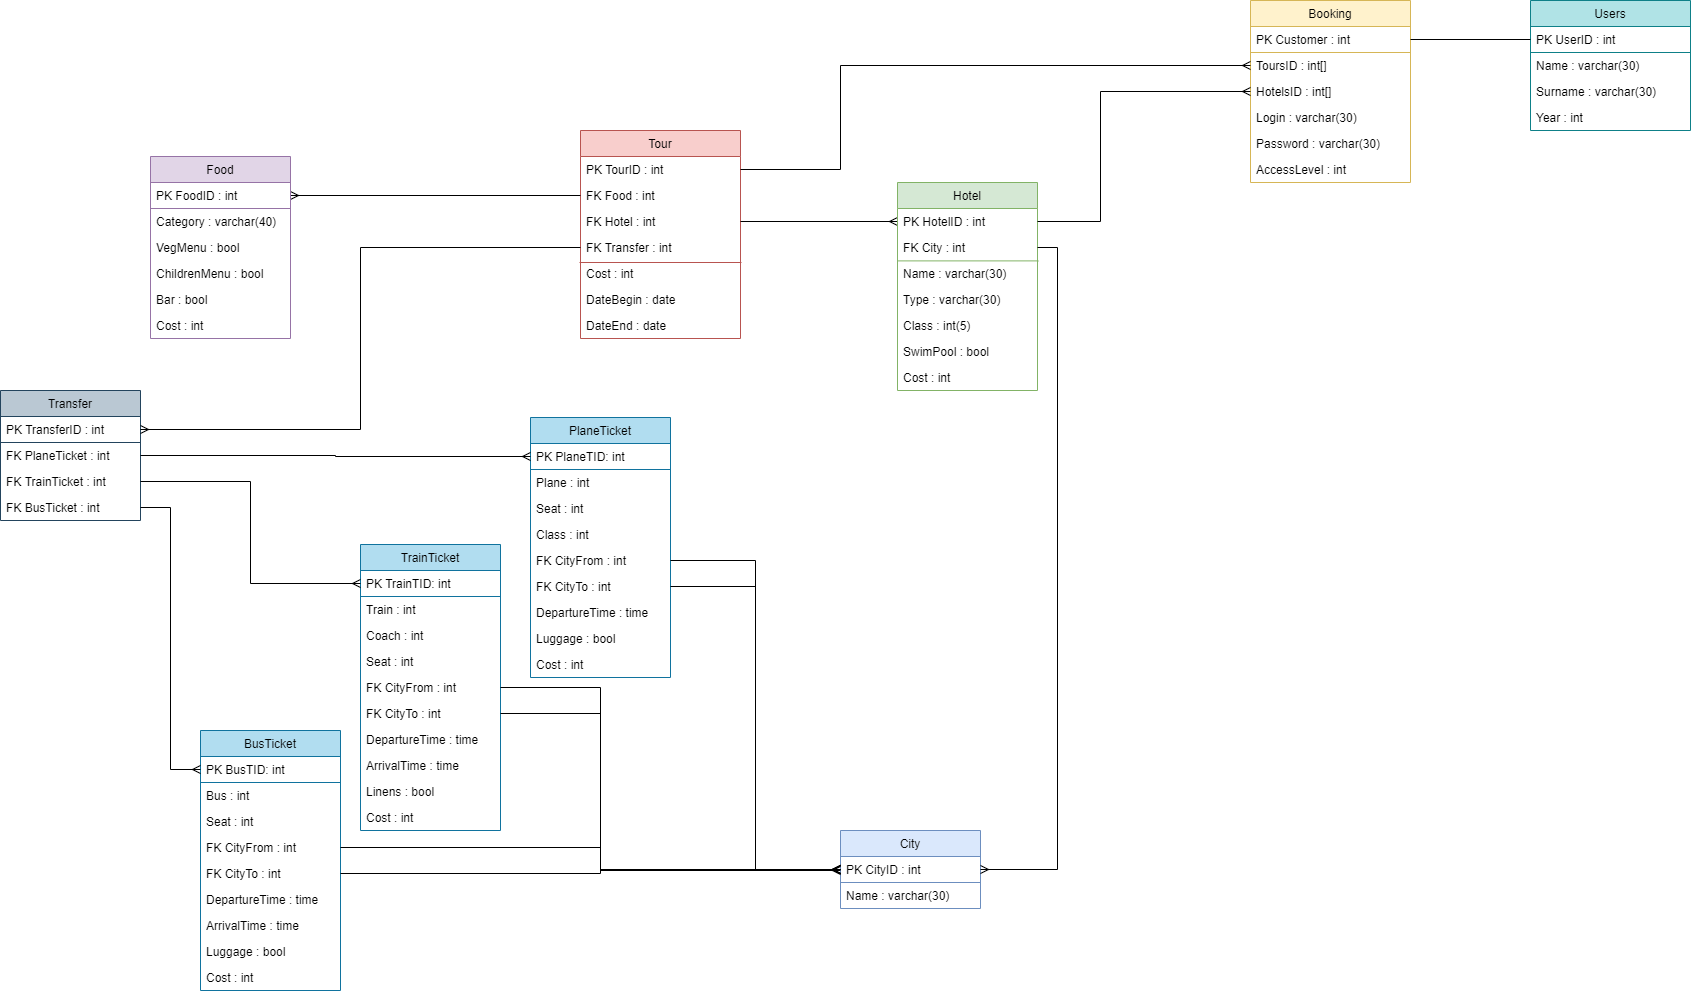 Booking
PK Customer : int
ToursID : int[]
HotelsID : int[]
Login : varchar(30)
Password : varchar(30)
AccessLevel : int
Users
PK UserID : int
Name : varchar(30)
Surname : varchar(30)
Year : int
Tour
PK TourID : int
FK Food : int
FK Hotel : int
FK Transfer : int
Cost : int
DateBegin : date
DateEnd : date
Food
PK FoodID : int
Category : varchar(40)
VegMenu : bool
ChildrenMenu : bool
Bar : bool
Cost : int
Hotel
PK HotelID : int
FK City : int
Name : varchar(30)
Type : varchar(30)
Class : int(5)
SwimPool : bool
Cost : int
Transfer
PK TransferID : int
FK PlaneTicket : int
FK TrainTicket : int
FK BusTicket : int
PlaneTicket
PK PlaneTID: int
Plane : int
Seat : int
Class : int
FK CityFrom : int
FK CityTo : int
DepartureTime : time
Luggage : bool
Cost : int
TrainTicket
PK TrainTID: int
Train : int
Coach : int
Seat : int
FK CityFrom : int
FK CityTo : int
DepartureTime : time
ArrivalTime : time
Linens : bool
Cost : int
BusTicket
PK BusTID: int
Bus : int
Seat : int
FK CityFrom : int
FK CityTo : int
DepartureTime : time
ArrivalTime : time
Luggage : bool
Cost : int
City
PK CityID : int
Name : varchar(30)